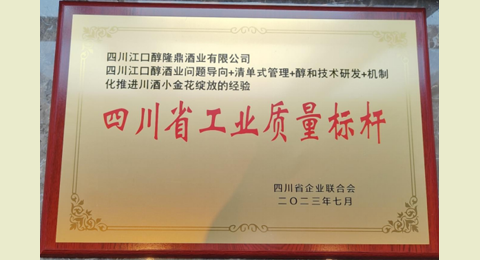 四川江口醇隆鼎酒业有限公司
四川江口醇酒业问题导向+清单式管理+醇和技术研发+机制
化推进川酒小金花绽放的经验
四川省工业质量标杆
四川省企业联合会
二〇二三年七月